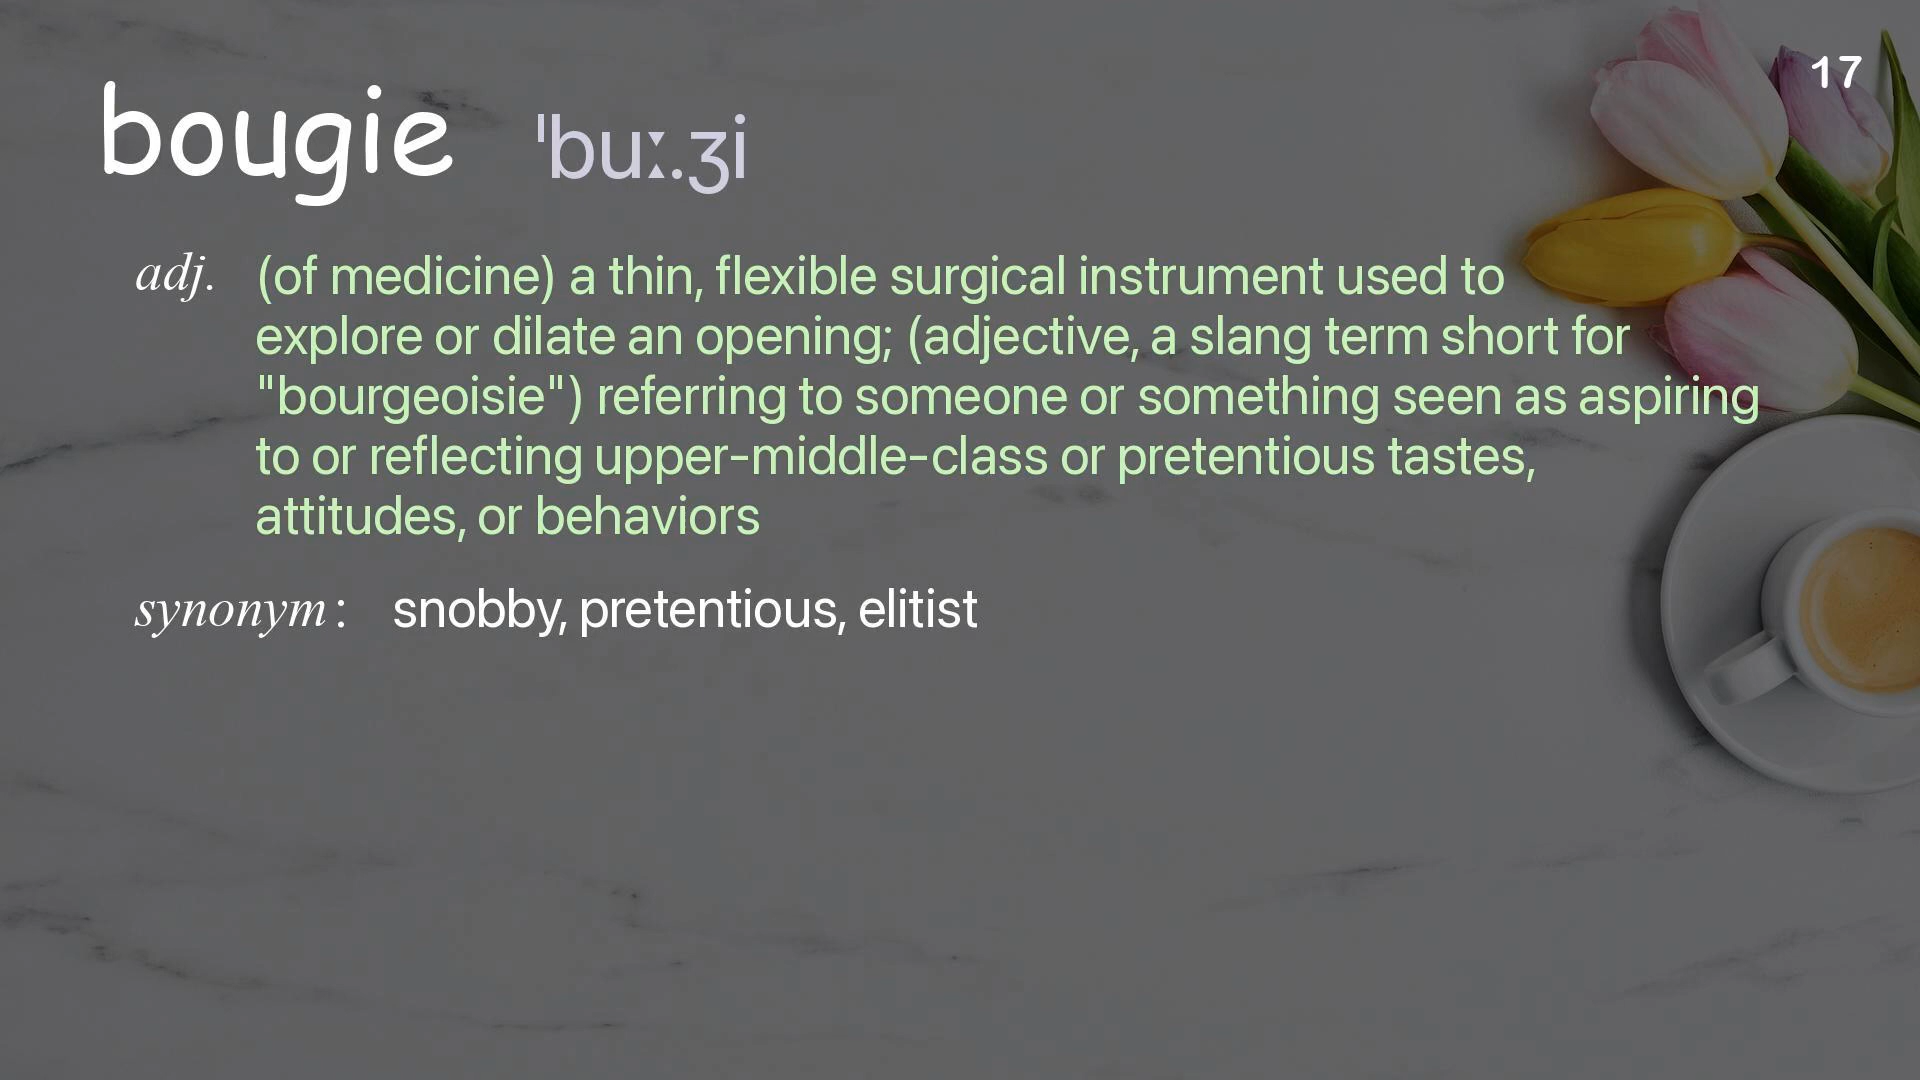 17
bougie ˈbuː.ʒi
adj. (of medicine) a thin, flexible surgical instrument used to
explore or dilate an opening; (adjective, a slang term short for
"bourgeoisie") referring to someone or something seen as aspiring
to or reflecting upper-middle-class or pretentious tastes,
attitudes, or behaviors
synonym: snobby, pretentious, elitist